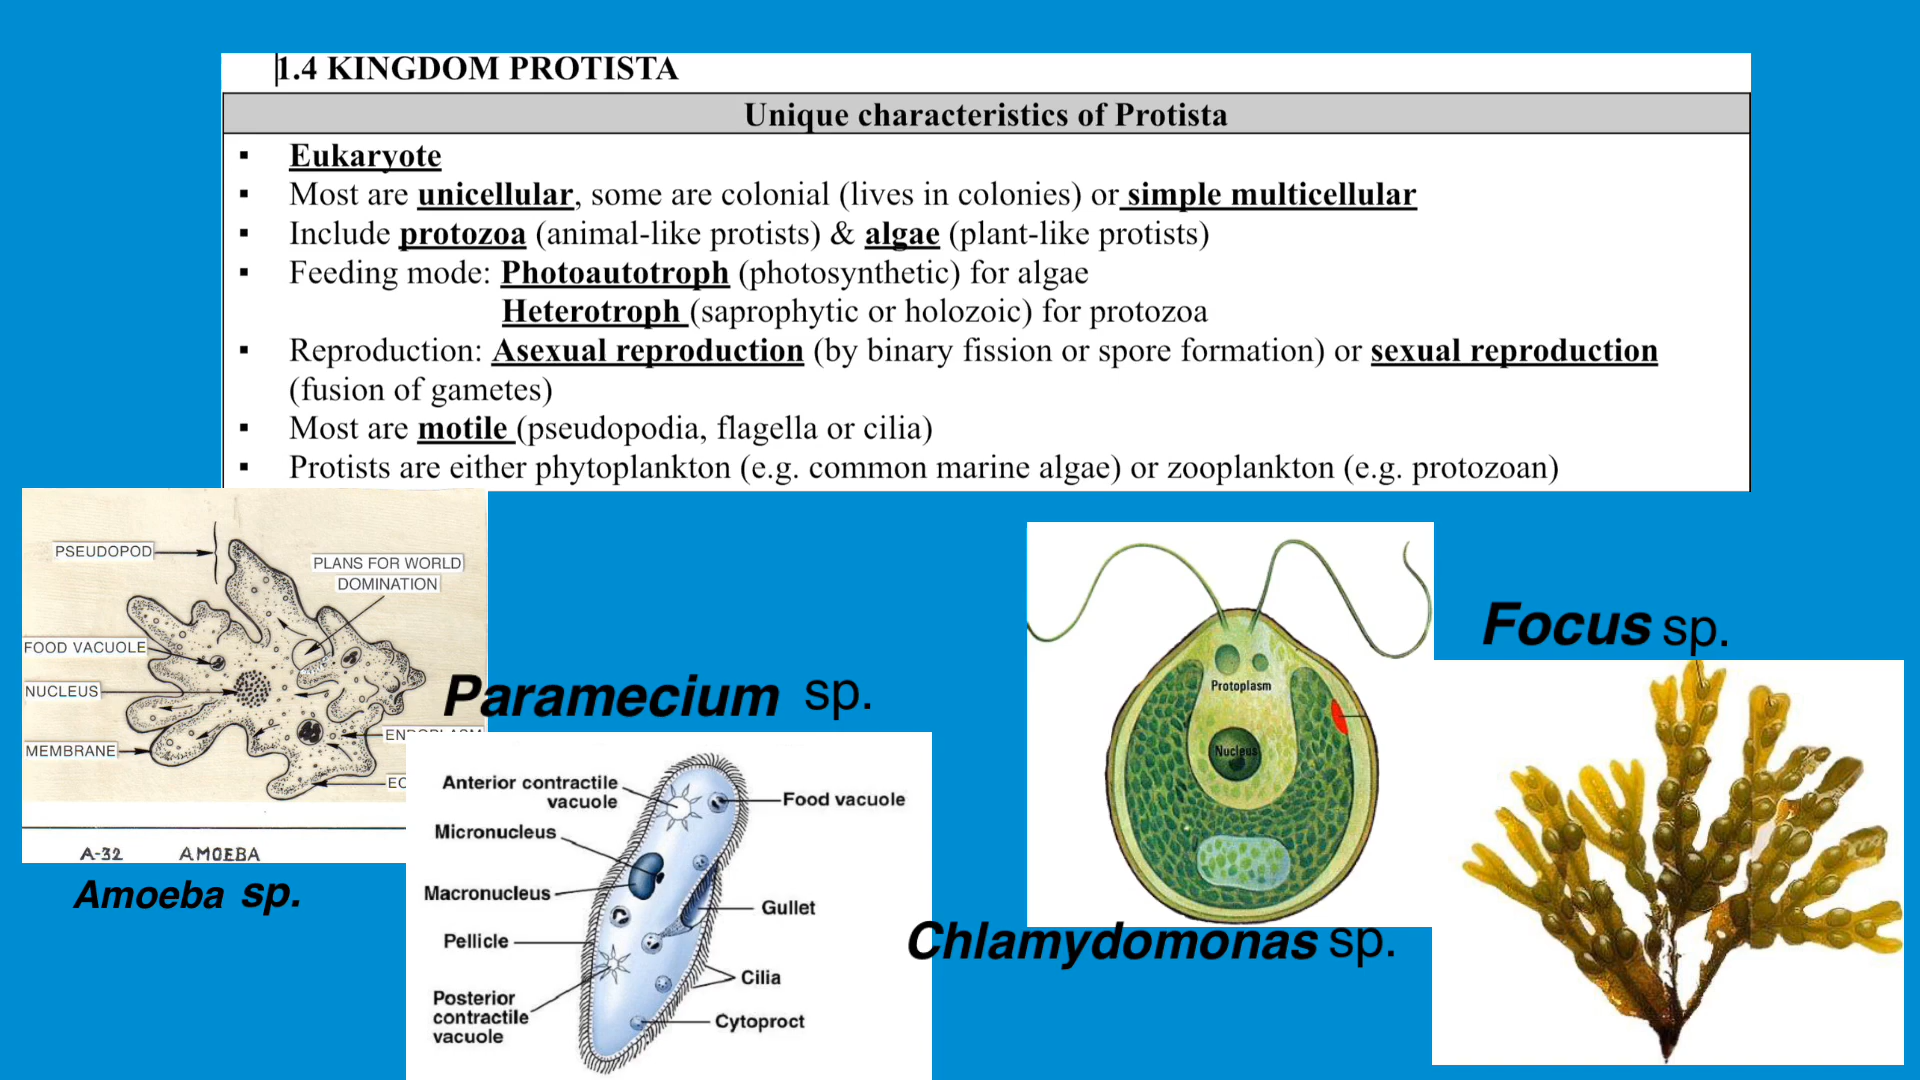 1.4 KINGDOM PROTISTA
Unique characteristics of Protista
▪ Eukaryote
▪ Most are unicellular, some are colonial (lives in colonies) or simple multicellular
▪ Include protozoa (animal-like protists) & algae (plant-like protists)
▪ Feeding mode: Photoautotroph (photosynthetic) for algae
Heterotroph (saprophytic or holozoic) for protozoa
▪ Reproduction: Asexual reproduction (by binary fission or spore formation) or sexual reproduction
(fusion of gametes)
▪ Most are motile (pseudopodia, flagella or cilia)
▪ Protists are either phytoplankton (e.g. common marine algae) or zooplankton (e.g. protozoan)
PSEUDOPOD
PLANS FOR WORLD
DOMINATION
FOOD VACUOLE
NUCLEUS
MEMBRANE
A-32 AMOEBA
Amoeba sp.
Paramecium sp.
Anterior contractile
vacuole
Food vacuole
Micronucleus
Macronucleus
Gullet
Pellicle
Cilia
Posterior
contractile
vacuole
Cytoproct
Protoplasm
Nucleus
Chlamydomonas sp.
Focus sp.